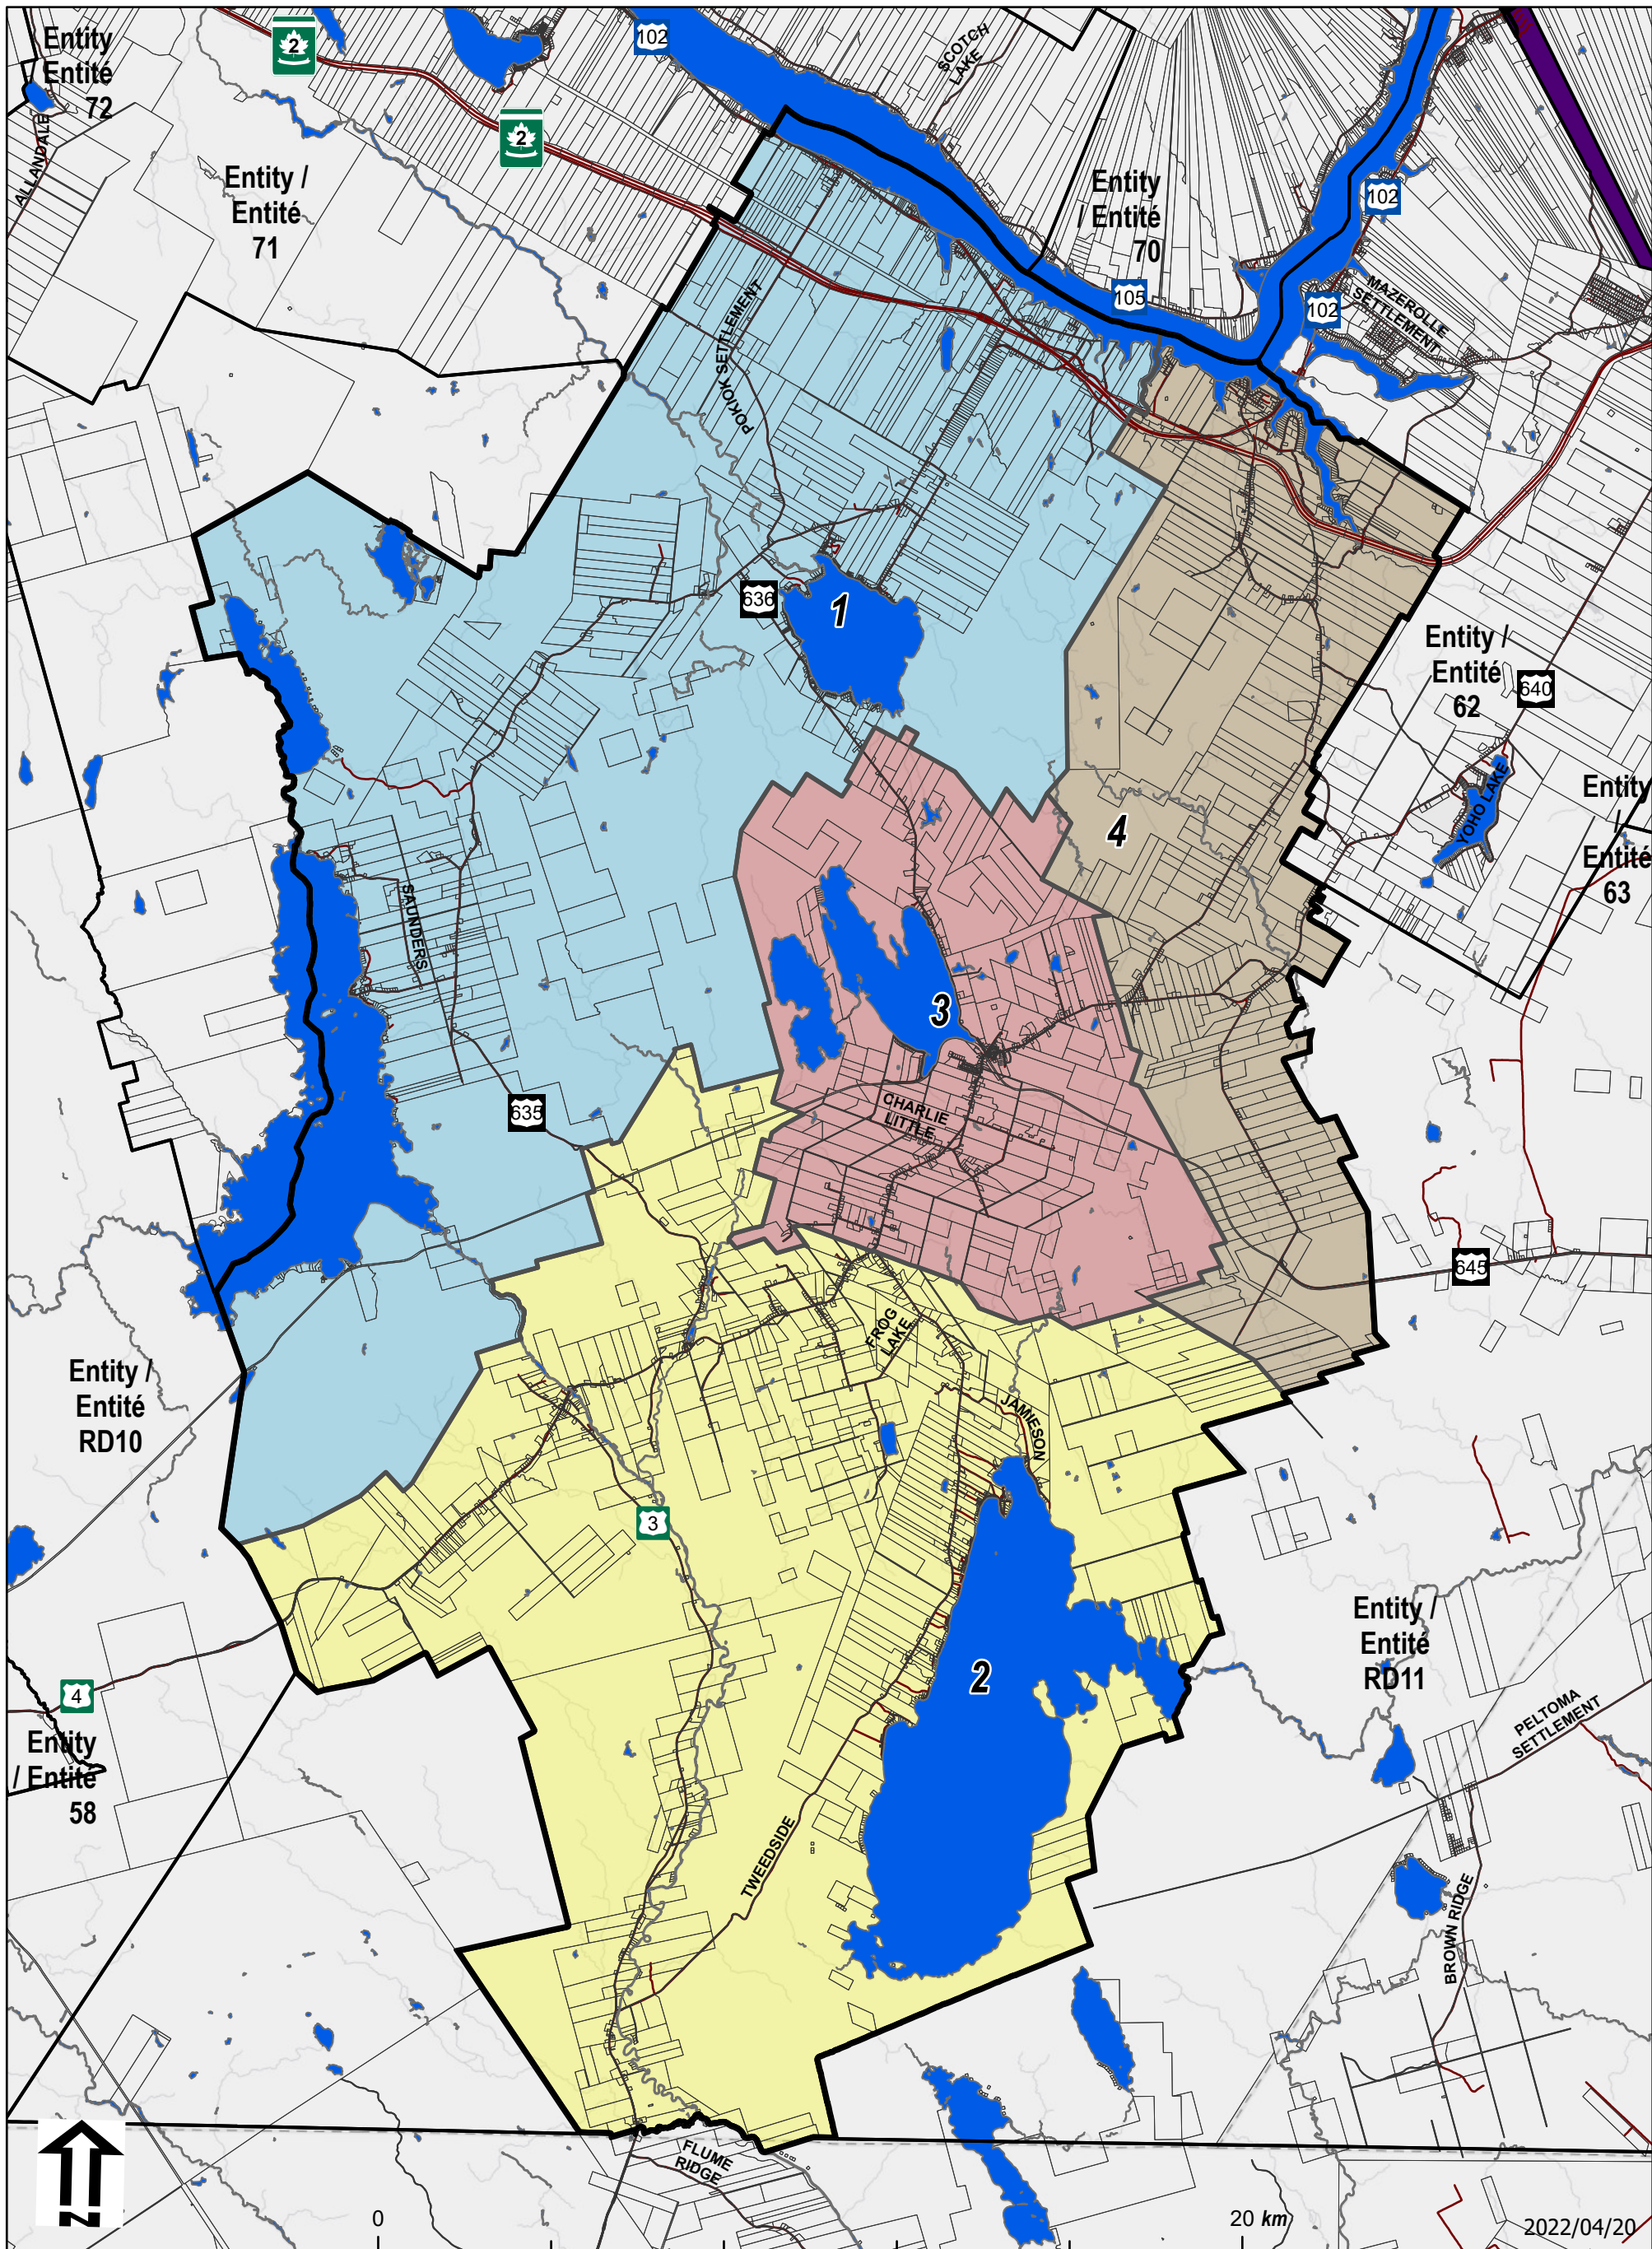 Entity
/ Entité
72
2
102
SCOTCH
LAKE
ALLANDALE
2
Entity /
Entité
71
Entity
/ Entité
70
102
105
102
MAZEROLLE
SETTLEMENT
POKIOK SETTLEMENT
636
1
Entity /
Entité
62
640
YOHO LAKE
Entity
/
Entité
63
4
SAUNDERS
3
635
CHARLIE
LITTLE
645
FROG
LAKE
Entity /
Entité
RD10
JAMIESON
3
Entity /
Entité
RD11
2
4
Entity
/ Entité
58
PELTOMA
SETTLEMENT
TWEEDSIDE
BROWN RIDGE
FLUME
RIDGE
N
0
20 km
2022/04/20